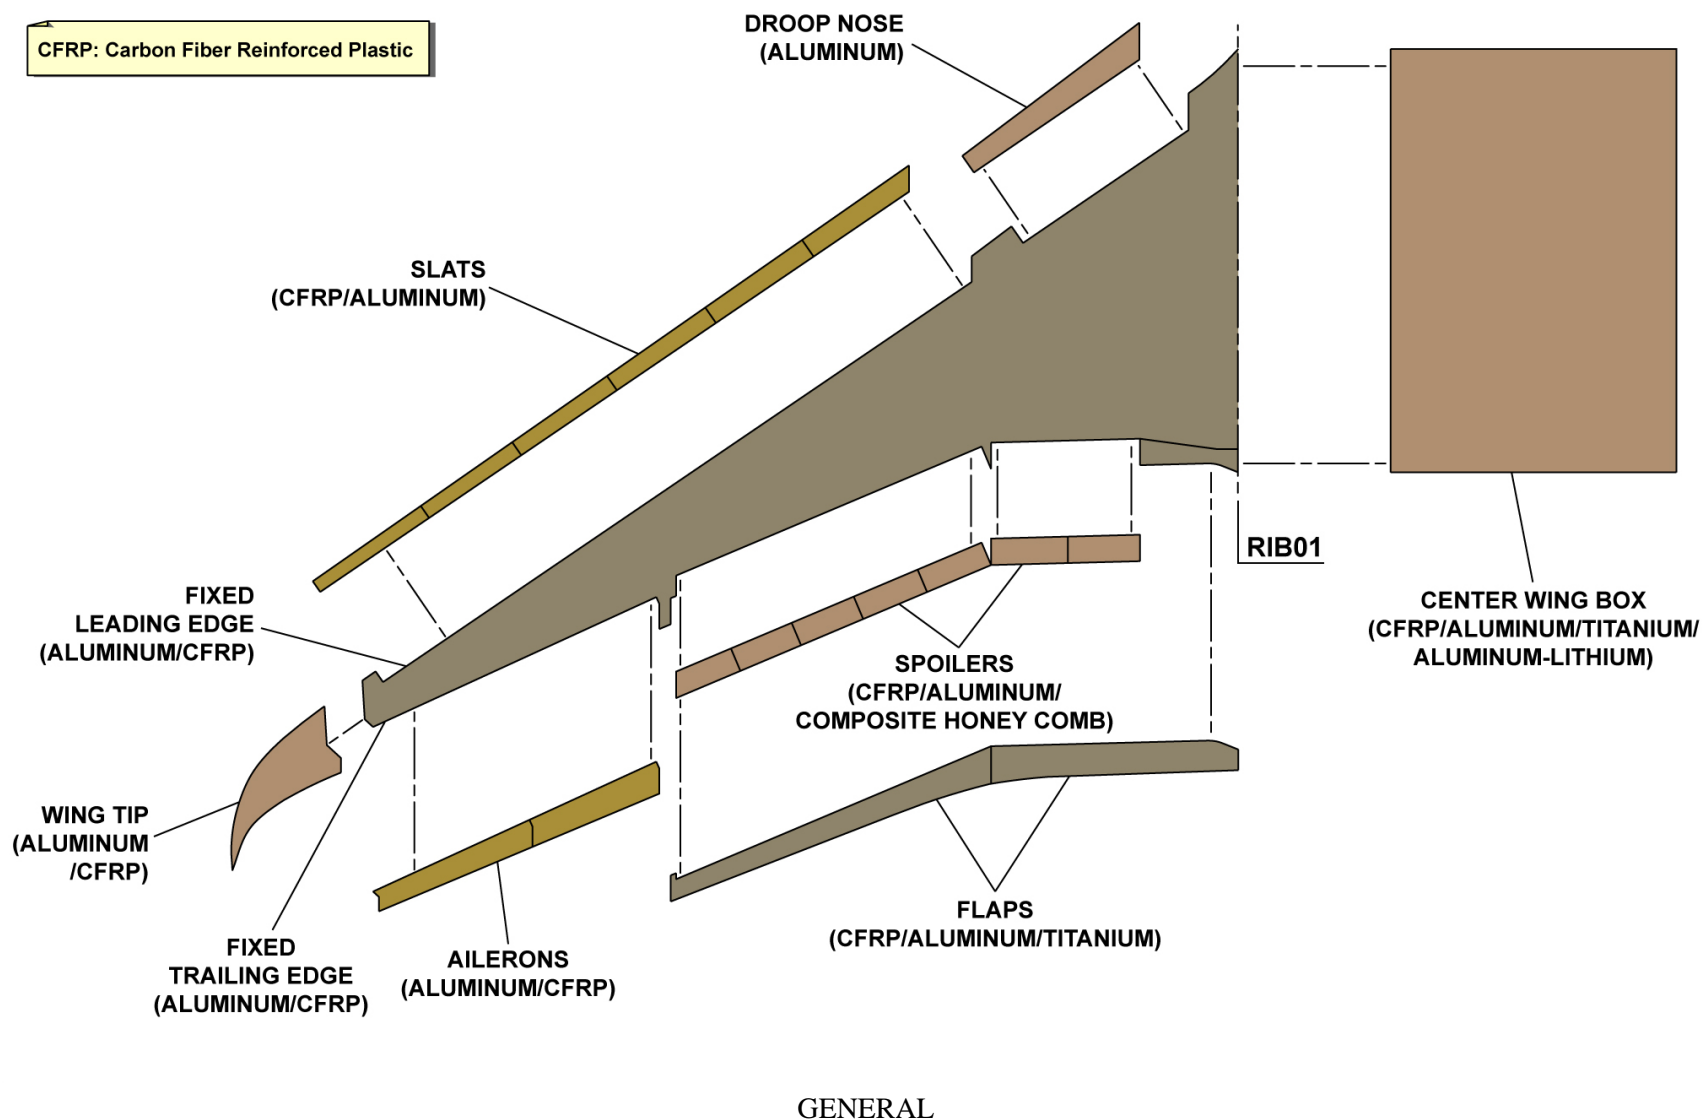 CFRP: Carbon Fiber Reinforced Plastic
DROOP NOSE
(ALUMINUM)
SLATS
(CFRP/ALUMINUM)
RIB01
FIXED
LEADING EDGE
(ALUMINUM/CFRP)
CENTER WING BOX
(CFRP/ALUMINUM/TITANIUM/
ALUMINUM-LITHIUM)
SPOILERS
(CFRP/ALUMINUM/
COMPOSITE HONEY COMB)
WING TIP
(ALUMINUM
/CFRP)
FLAPS
(CFRP/ALUMINUM/TITANIUM)
FIXED
TRAILING EDGE
(ALUMINUM/CFRP)
AILERONS
(ALUMINUM/CFRP)
GENERAL